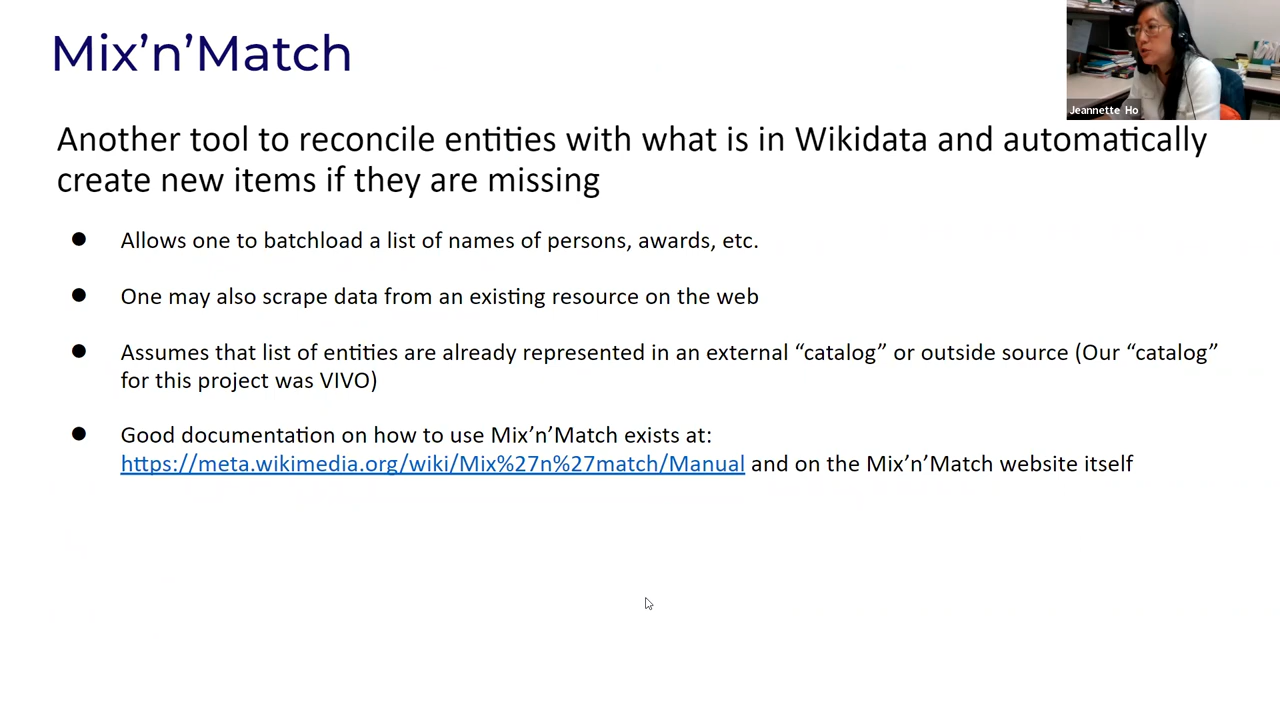 Mix’n’Match
Jeannette Ho
Another tool to reconcile entities with what is in Wikidata and automatically
create new items if they are missing
● Allows one to batchload a list of names of persons, awards, etc.
● One may also scrape data from an existing resource on the web
● Assumes that list of entities are already represented in an external “catalog” or outside source (Our “catalog”
for this project was VIVO)
● Good documentation on how to use Mix’n’Match exists at:
https://meta.wikimedia.org/wiki/Mix%27n%27match/Manual and on the Mix’n’Match website itself